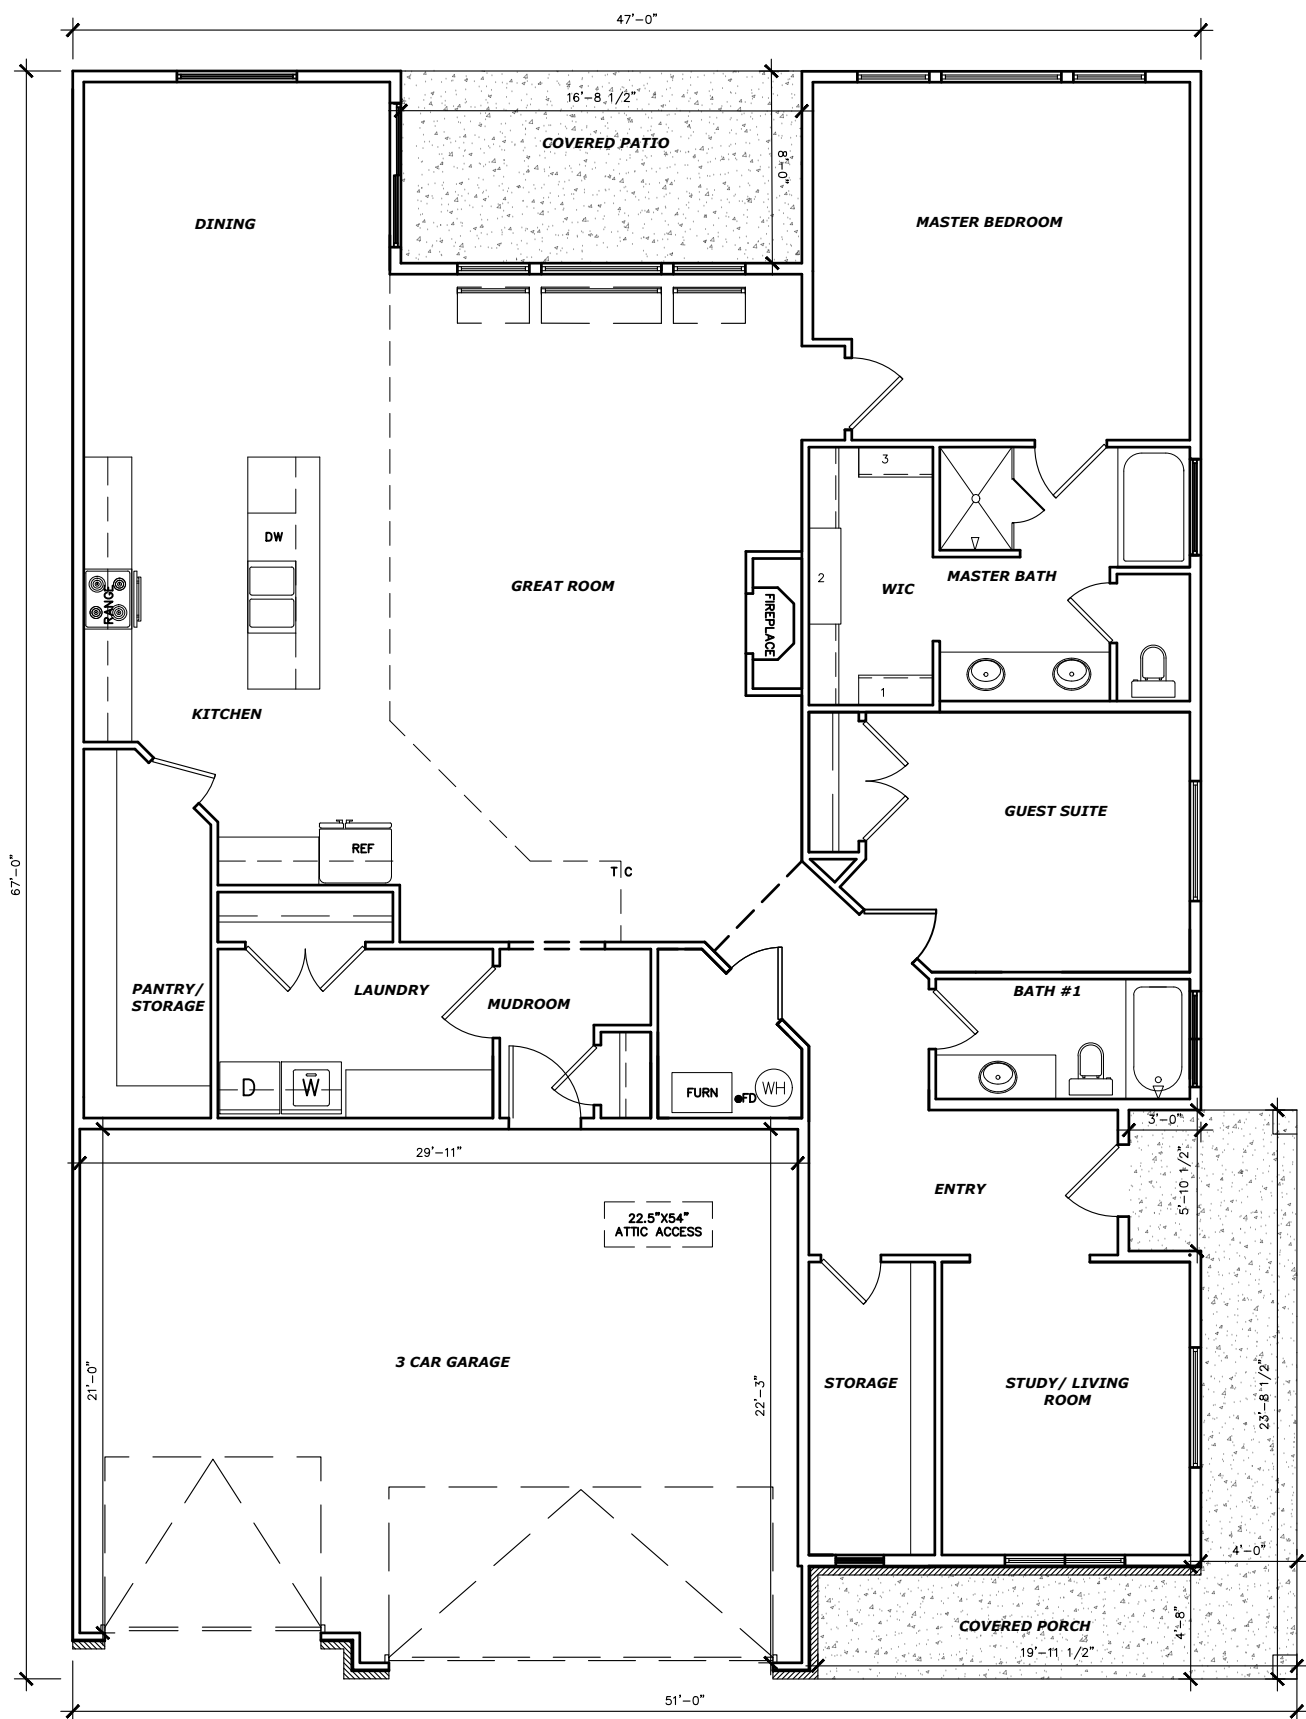 47'-0"
16'-8 1/2"
COVERED PATIO
8'-0"
DINING
MASTER BEDROOM
3
DW
RANGE
GREAT ROOM
2
WIC
MASTER BATH
FIREPLACE
1
KITCHEN
GUEST SUITE
REF
T C
67'-0"
PANTRY/
STORAGE
LAUNDRY
MUDROOM
BATH #1
D
W
FURN
FD
WH
3'-0"
29'-11"
5'-10 1/2"
ENTRY
22.5"X54"
ATTIC ACCESS
3 CAR GARAGE
21'-0"
22'-3"
STORAGE
STUDY/ LIVING
ROOM
23'-8 1/2"
4'-0"
COVERED PORCH
4'-8"
19'-11 1/2"
51'-0"